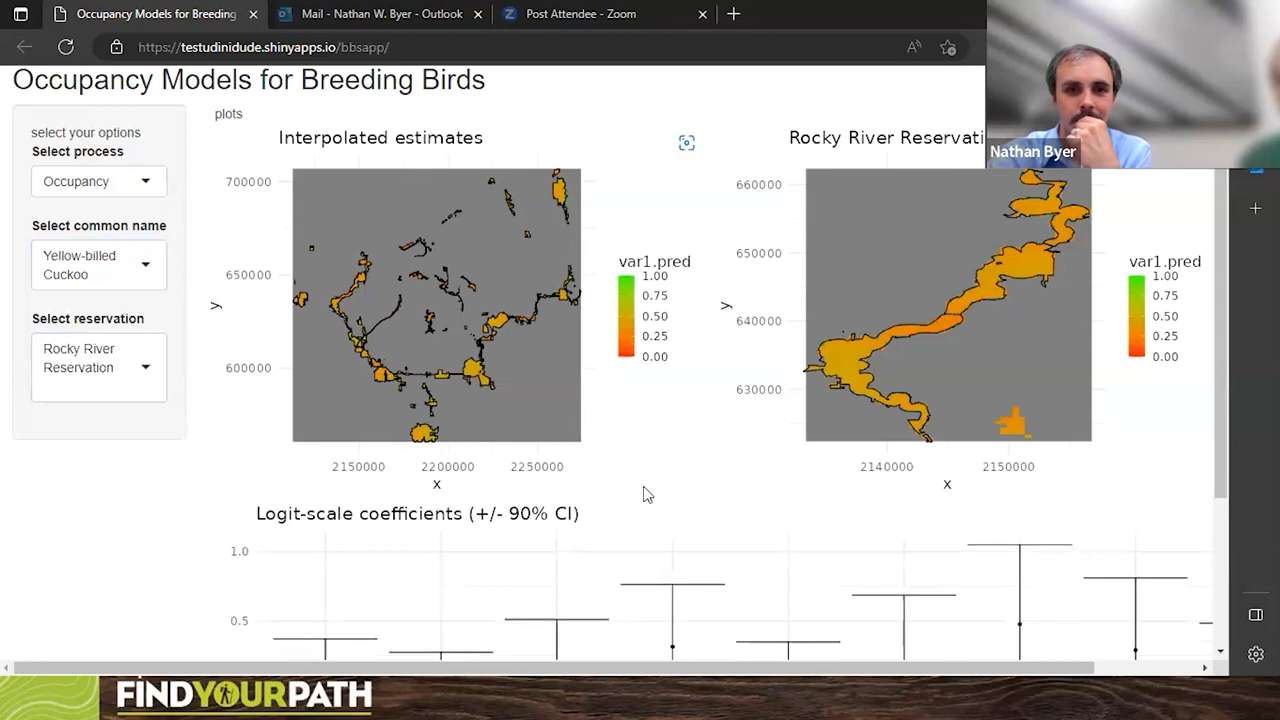 Occupancy Models for Breeding
Mail - Nathan W. Byer - Outlook
Post Attendee - Zoom
https://testudinidude.shinyapps.io/bbsapp/
Occupancy Models for Breeding Birds
Nathan Byer
select your options
Select process
Occupancy
Select common name
Yellow-billed
Cuckoo
Select reservation
Rocky River
Reservation
plots
Interpolated estimates
700000
650000
600000
y
2150000
2200000
2250000
x
var1.pred
1.00
0.75
0.50
0.25
0.00
Rocky River Reservati
660000
650000
640000
630000
y
2140000
2150000
x
var1.pred
1.00
0.75
0.50
0.25
0.00
Logit-scale coefficients (+/- 90% CI)
1.0
0.5
FINDYOURPATH